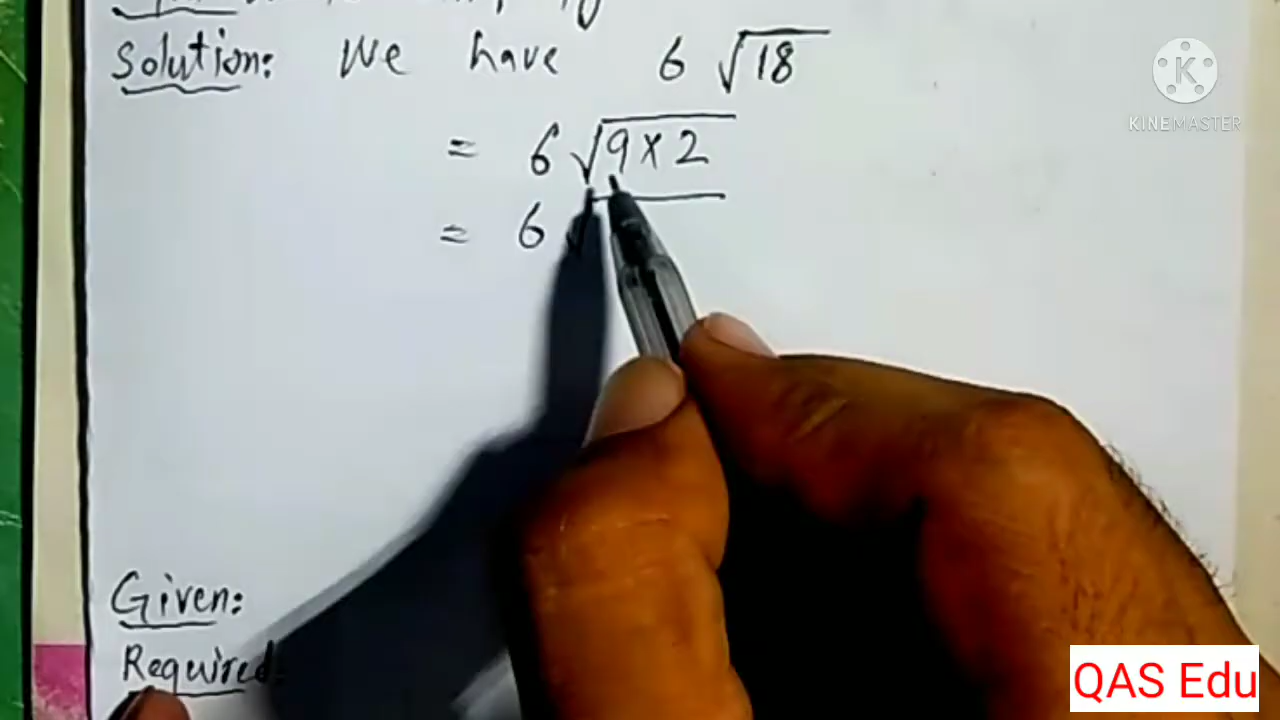 Solution: We have 6 √18
= 6 √9 × 2
= 6 √
Given:
Required:
KINEMASTER
QAS Edu